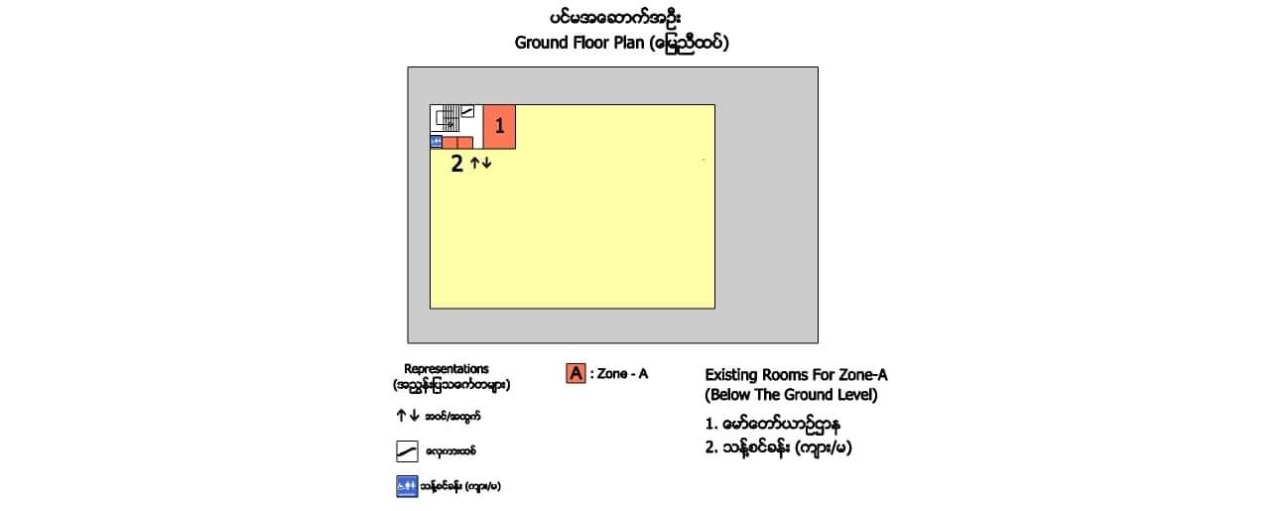 ပင်မအဆောက်အဦး
Ground Floor Plan (မြေညီထပ်)
1
2
Representations
(အညွှန်းပြသင်္ကေတများ)
အဝင်/အထွက်
လှေကားထစ်
သန့်စင်ခန်း (ကျား/မ)
A : Zone - A
Existing Rooms For Zone-A
(Below The Ground Level)
1. မော်တော်ယာဉ်ဌာန
2. သန့်စင်ခန်း (ကျား/မ)